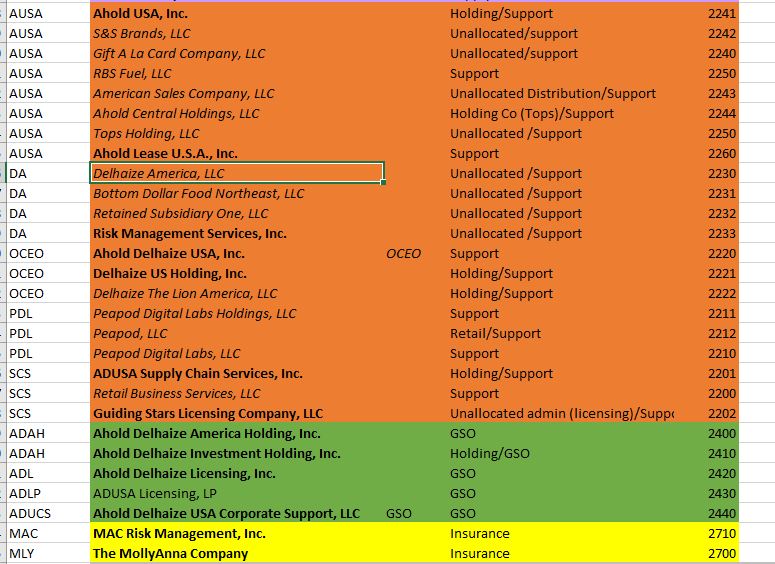 AUSA Ahold USA, Inc. Holding/Support 2241
AUSA S&S Brands, LLC Unallocated/support 2242
AUSA Gift A La Card Company, LLC Unallocated/support 2240
AUSA RBS Fuel, LLC Support 2250
AUSA American Sales Company, LLC Unallocated Distribution/Support 2243
AUSA Ahold Central Holdings, LLC Holding Co (Tops)/Support 2244
AUSA Tops Holding, LLC Unallocated /Support 2250
AUSA Ahold Lease U.S.A., Inc. Support 2260
DA Delhaize America, LLC Unallocated /Support 2230
DA Bottom Dollar Food Northeast, LLC Unallocated /Support 2231
DA Retained Subsidiary One, LLC Unallocated /Support 2232
DA Risk Management Services, Inc. Unallocated /Support 2233
OCEO Ahold Delhaize USA, Inc. OCEO Support 2220
OCEO Delhaize US Holding, Inc. Holding/Support 2221
OCEO Delhaize The Lion America, LLC Holding/Support 2222
PDL Peapod Digital Labs Holdings, LLC Support 2211
PDL Peapod, LLC Retail/Support 2212
PDL Peapod Digital Labs, LLC Support 2210
SCS ADUSA Supply Chain Services, Inc. Holding/Support 2201
SCS Retail Business Services, LLC Support 2200
SCS Guiding Stars Licensing Company, LLC Unallocated admin (licensing)/Suppo 2202
ADAH Ahold Delhaize America Holding, Inc. GSO 2400
ADAH Ahold Delhaize Investment Holding, Inc. Holding/GSO 2410
ADL Ahold Delhaize Licensing, Inc. GSO 2420
ADLP ADUSA Licensing, LP GSO 2430
ADUCS Ahold Delhaize USA Corporate Support, LLC GSO GSO 2440
MAC MAC Risk Management, Inc. Insurance 2710
MLY The MollyAnna Company Insurance 2700